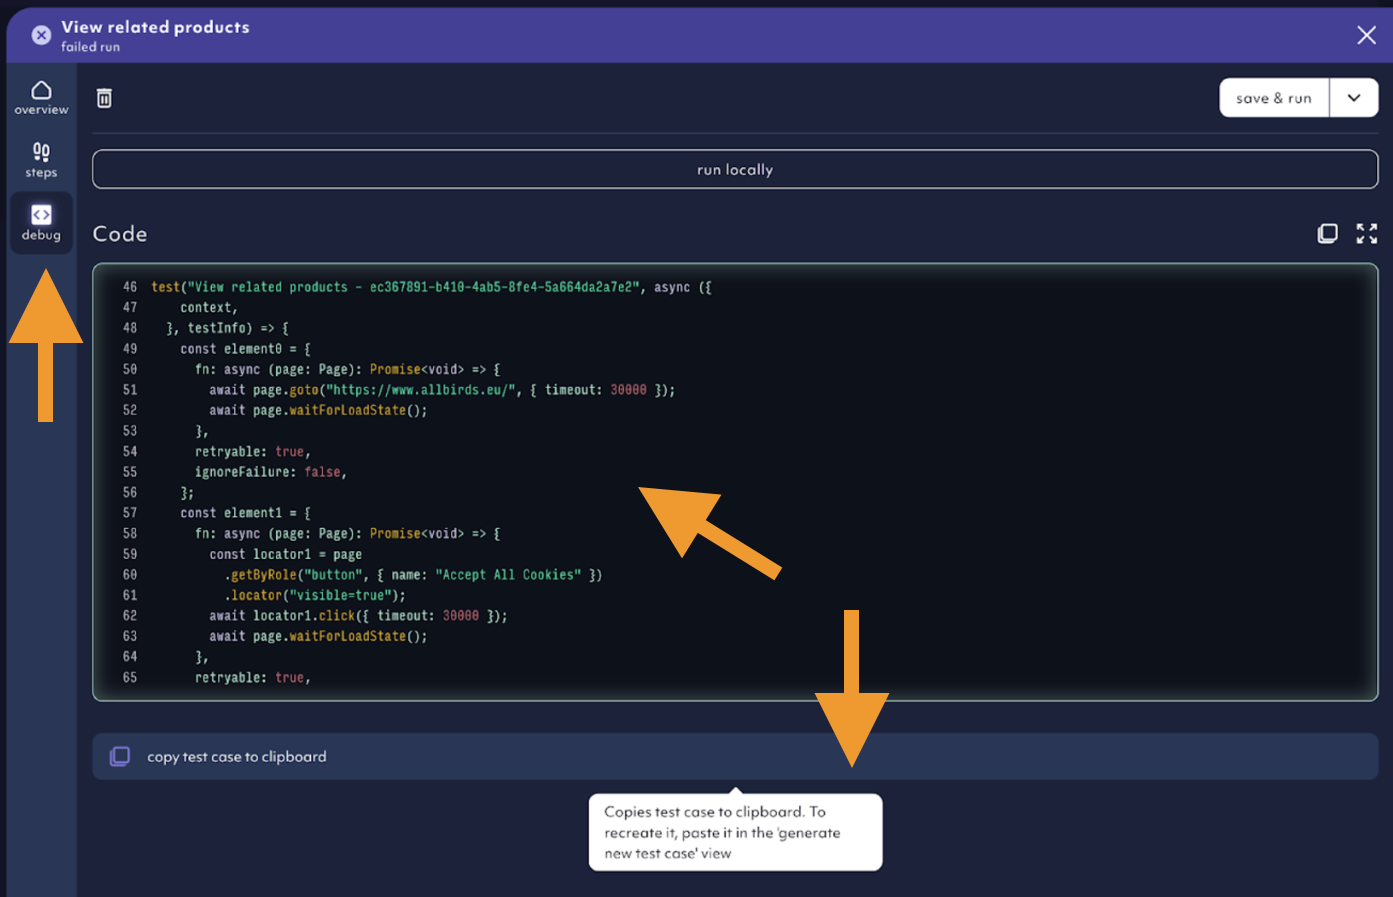 View related products
failed run
overview
save & run
steps
run locally
debug
Code
46 test("View related products - ec367891-b410-4ab5-8fe4-5a664da2a7e2", async ({
47 context,
48 }, testInfo) => {
49 const element0 = {
50 fn: async (page: Page): Promise<void> => {
51 await page.goto("https://www.allbirds.eu/", { timeout: 30000 });
52 await page.waitForLoadState();
53 },
54 retryable: true,
55 ignoreFailure: false,
56 };
57 const element1 = {
58 fn: async (page: Page): Promise<void> => {
59 const locator1 = page
60 .getByRole("button", { name: "Accept All Cookies" })
61 .locator("visible=true");
62 await locator1.click({ timeout: 30000 });
63 await page.waitForLoadState();
64 },
65 retryable: true,
copy test case to clipboard
Copies test case to clipboard. To
recreate it, paste it in the 'generate
new test case' view